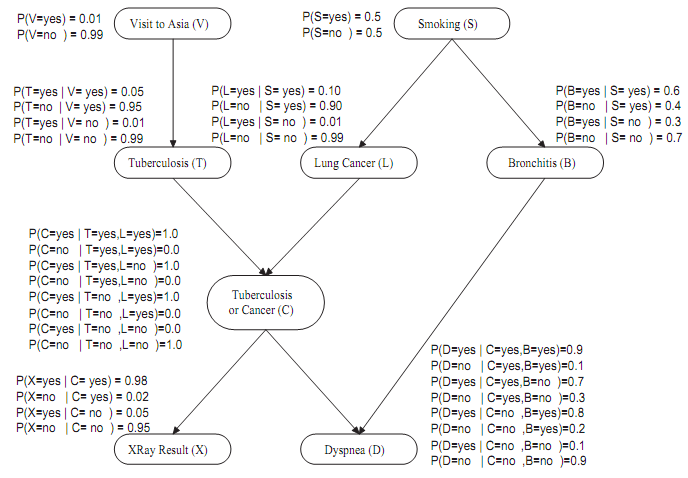 P(V=yes) = 0.01
P(V=no ) = 0.99
Visit to Asia (V)
P(S=yes) = 0.5
P(S=no ) = 0.5
Smoking (S)
P(T=yes | V= yes) = 0.05
P(T=no | V= yes) = 0.95
P(T=yes | V= no ) = 0.01
P(T=no | V= no ) = 0.99
P(L=yes | S= yes) = 0.10
P(L=no | S= yes) = 0.90
P(L=yes | S= no ) = 0.01
P(L=no | S= no ) = 0.99
P(B=yes | S= yes) = 0.6
P(B=no | S= yes) = 0.4
P(B=yes | S= no ) = 0.3
P(B=no | S= no ) = 0.7
Tuberculosis (T)
Lung Cancer (L)
Bronchitis (B)
P(C=yes | T=yes,L=yes)=1.0
P(C=no | T=yes,L=yes)=0.0
P(C=yes | T=yes,L=no )=1.0
P(C=no | T=yes,L=no )=0.0
P(C=yes | T=no ,L=yes)=1.0
P(C=no | T=no ,L=yes)=0.0
P(C=yes | T=no ,L=no )=0.0
P(C=no | T=no ,L=no )=1.0
Tuberculosis
or Cancer (C)
P(X=yes | C= yes) = 0.98
P(X=no | C= yes) = 0.02
P(X=yes | C= no ) = 0.05
P(X=no | C= no ) = 0.95
P(D=yes | C=yes,B=yes)=0.9
P(D=no | C=yes,B=yes)=0.1
P(D=yes | C=yes,B=no )=0.7
P(D=no | C=yes,B=no )=0.3
P(D=yes | C=no ,B=yes)=0.8
P(D=no | C=no ,B=yes)=0.2
P(D=yes | C=no ,B=no )=0.1
P(D=no | C=no ,B=no )=0.9
XRay Result (X)
Dyspnea (D)